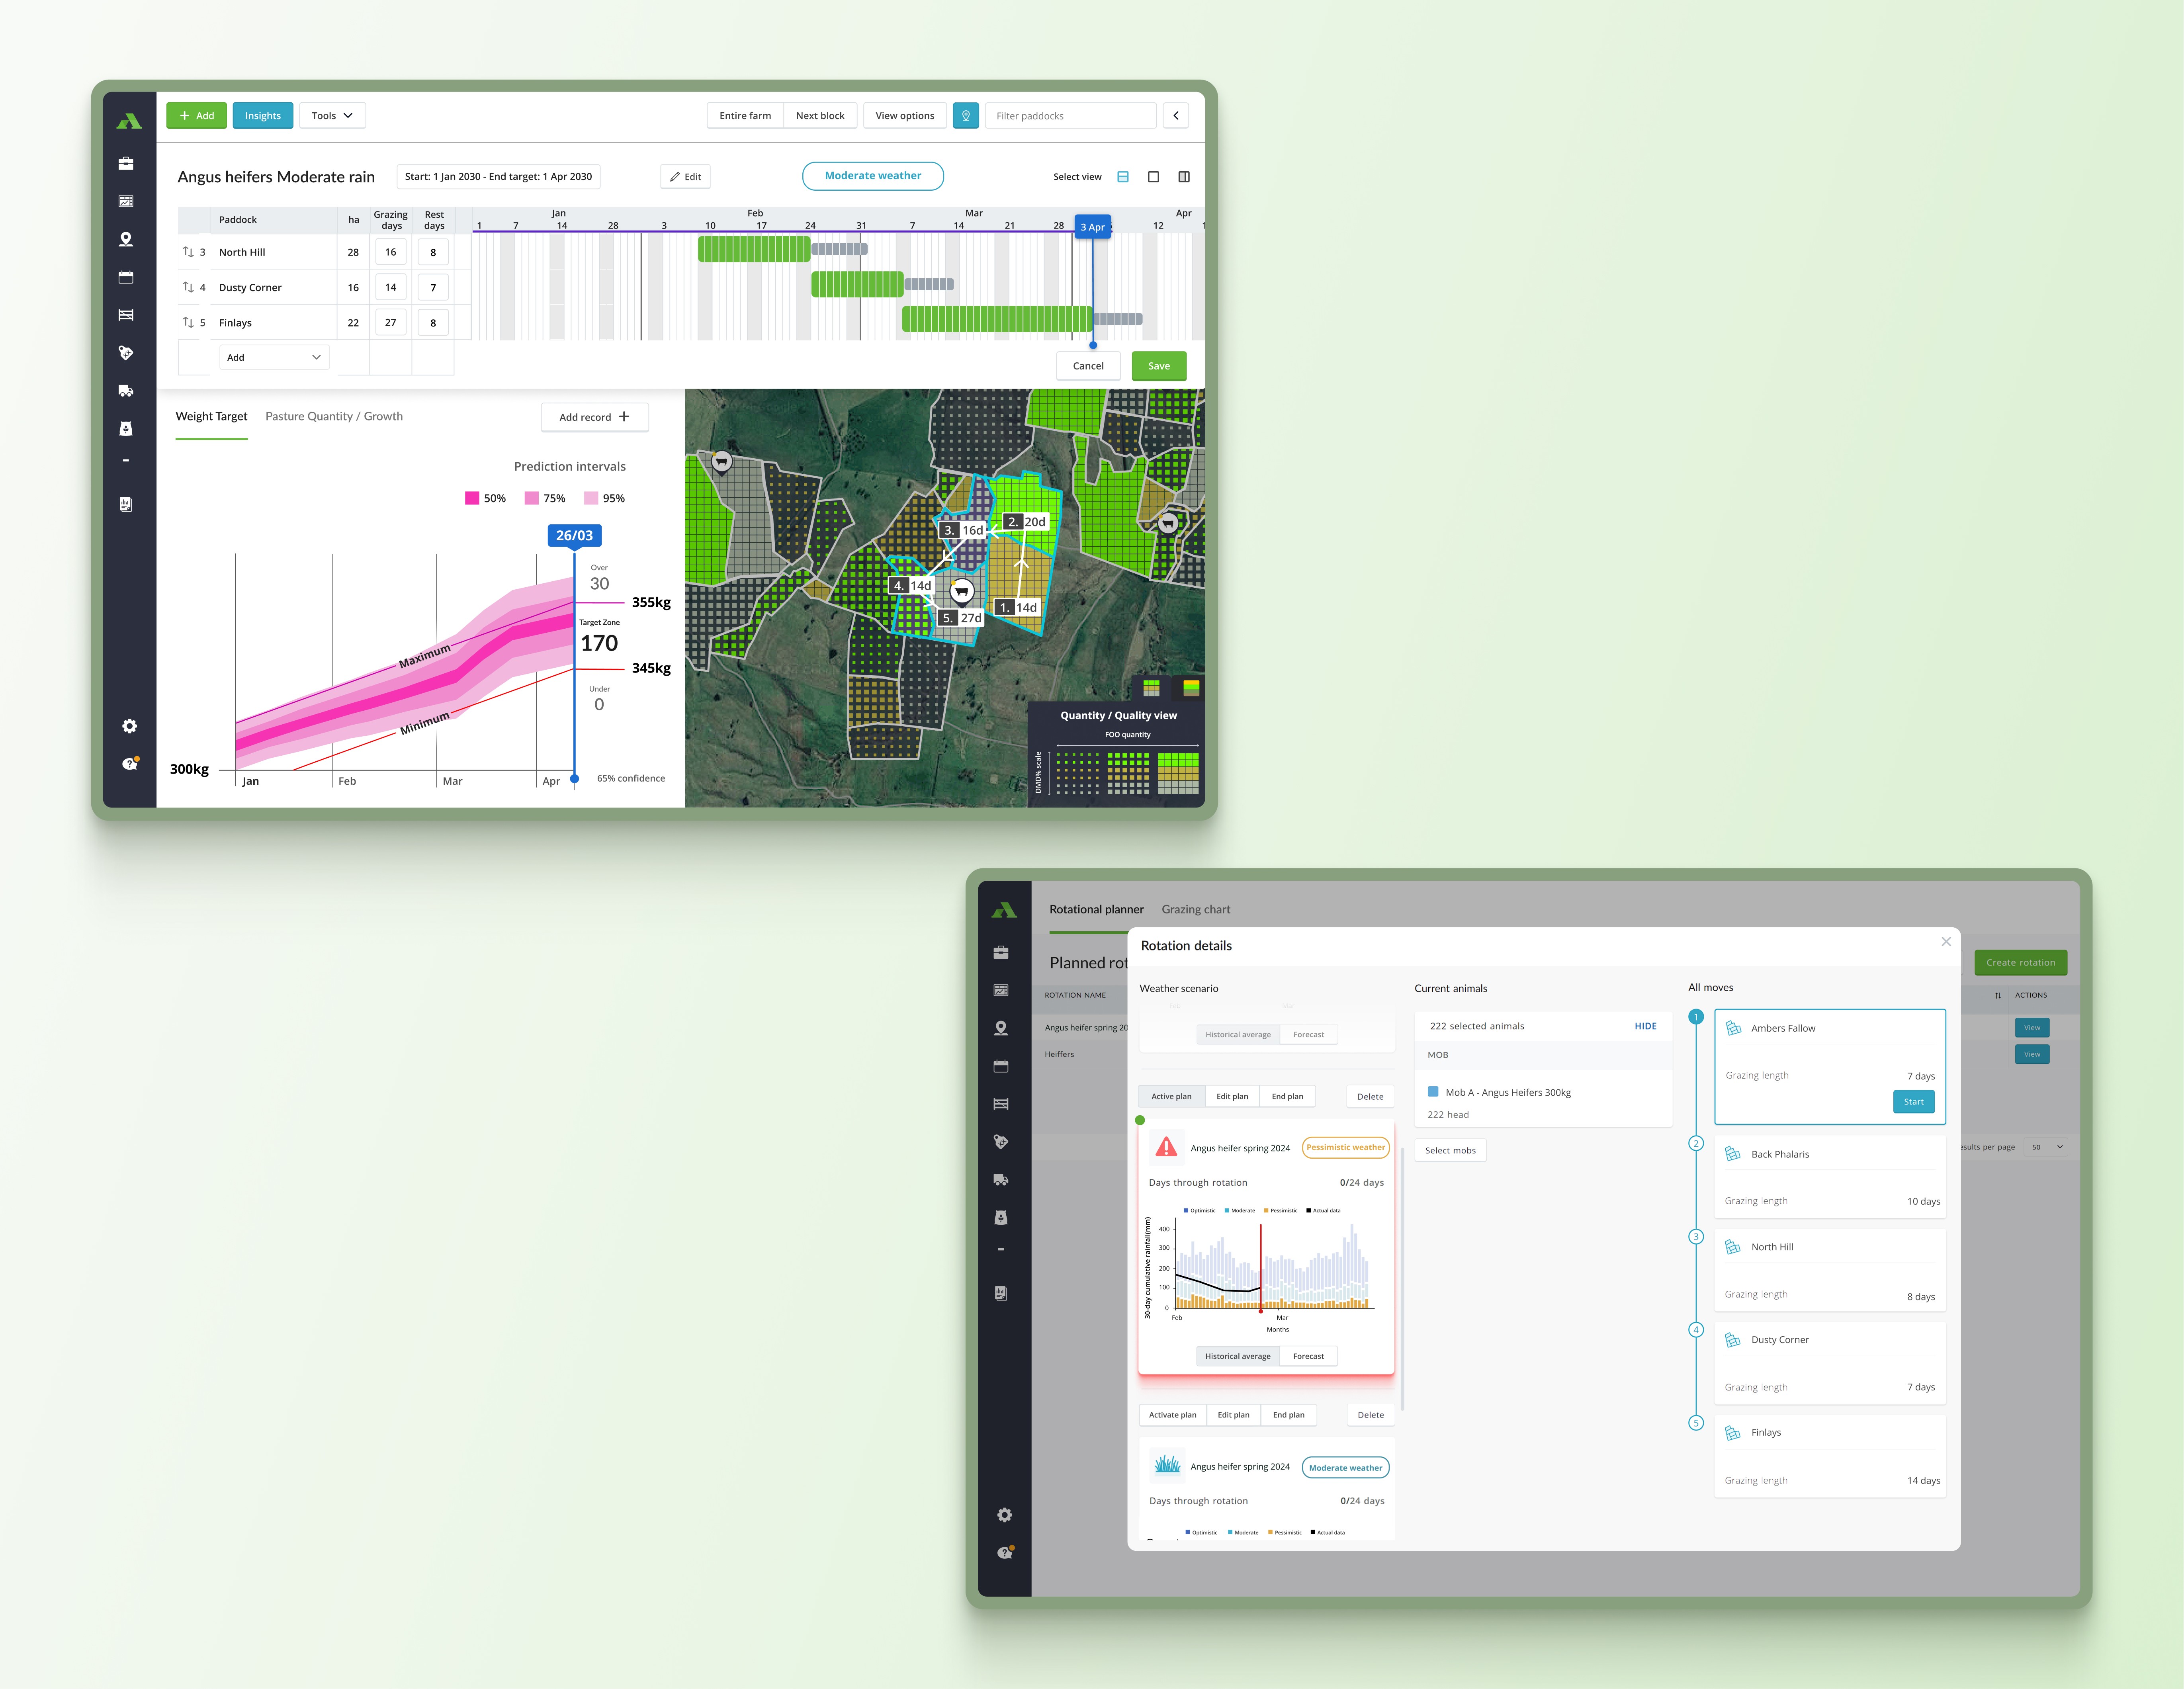 Add
Insights
Tools
Entire farm
Next block
View options
Filter paddocks
Angus heifers Moderate rain
Start: 1 Jan 2030 - End target: 1 Apr 2030
Edit
Moderate weather
Select view
Paddock ha Grazing days Rest days
Jan Feb Mar Apr
1 7 14 28 3 10 17 24 31 7 14 21 28 3 Apr 12
3 North Hill 28 16 8
4 Dusty Corner 16 14 7
5 Finlays 22 27 8
Add
Cancel
Save
Weight Target
Pasture Quantity / Growth
Add record
Prediction intervals
50% 75% 95%
26/03
Over
30
355kg
Target Zone
170
345kg
Under
0
Maximum
Minimum
300kg
Jan Feb Mar Apr
65% confidence
2. 20d
3. 16d
4. 14d
1. 14d
5. 27d
Quantity / Quality view
FOO quantity
DMD% scale
Rotational planner
Grazing chart
Planned rot
Create rotation
ROTATION NAME
ACTIONS
Angus heifer spring 20
View
Heiffers
View
esults per page 50
Rotation details
Weather scenario
Historical average
Forecast
Active plan
Edit plan
End plan
Delete
Angus heifer spring 2024
Pessimistic weather
Days through rotation
0/24 days
Optimistic Moderate Pessimistic Actual data
30-day cumulative rainfall(mm)
400
300
200
100
0
Feb Mar
Months
Historical average
Forecast
Activate plan
Edit plan
End plan
Delete
Angus heifer spring 2024
Moderate weather
Days through rotation
0/24 days
Optimistic Moderate Pessimistic Actual data
Current animals
222 selected animals
HIDE
MOB
Mob A - Angus Heifers 300kg
222 head
Select mobs
All moves
1
Ambers Fallow
Grazing length 7 days
Start
2
Back Phalaris
Grazing length 10 days
3
North Hill
Grazing length 8 days
4
Dusty Corner
Grazing length 7 days
5
Finlays
Grazing length 14 days